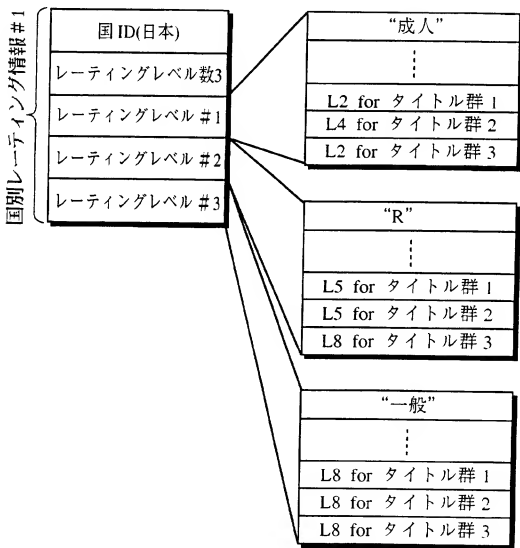 国別レーティング情報#1
国ID(日本)
レーティングレベル数3
レーティングレベル #1
レーティングレベル #2
レーティングレベル #3
“成人”
L2 for タイトル群 1
L4 for タイトル群 2
L2 for タイトル群 3
“R”
L5 for タイトル群 1
L5 for タイトル群 2
L8 for タイトル群 3
“一般”
L8 for タイトル群 1
L8 for タイトル群 2
L8 for タイトル群 3